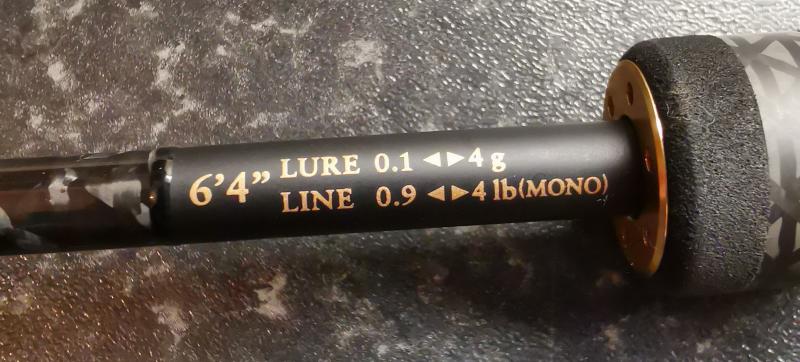 6’4”
LURE 0.1 ◄►4 g
LINE 0.9 ◄►4 lb(MONO)